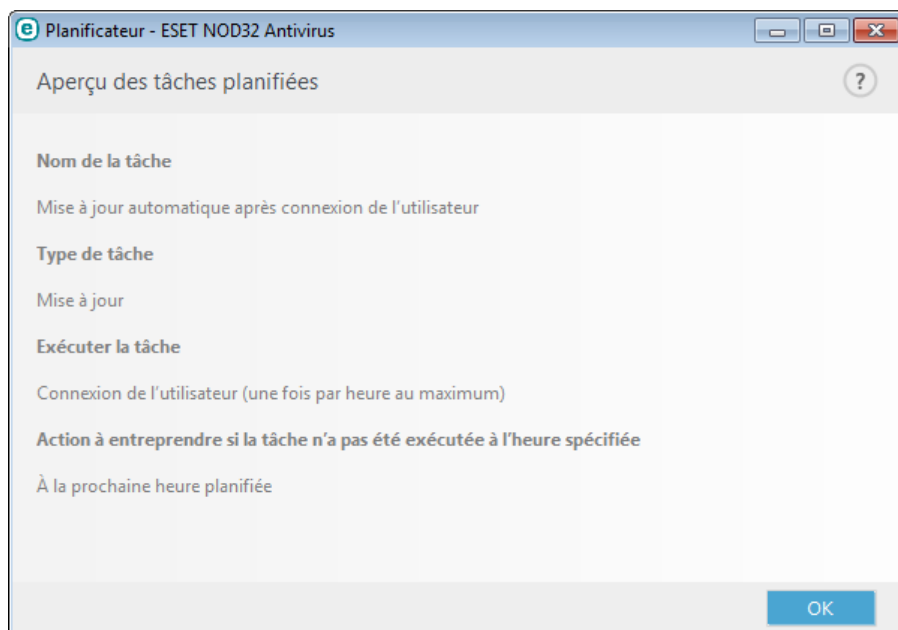 Planificateur - ESET NOD32 Antivirus
Aperçu des tâches planifiées
?
Nom de la tâche
Mise à jour automatique après connexion de l'utilisateur
Type de tâche
Mise à jour
Exécuter la tâche
Connexion de l'utilisateur (une fois par heure au maximum)
Action à entreprendre si la tâche n'a pas été exécutée à l'heure spécifiée
À la prochaine heure planifiée
OK